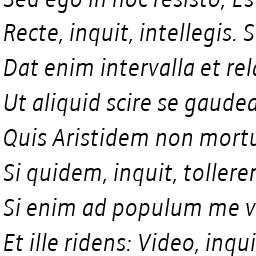 Sed ego in hoc resisto; Es
Recte, inquit, intellegis. S
Dat enim intervalla et rela
Ut aliquid scire se gaudea
Quis Aristidem non mortu
Si quidem, inquit, tollerer
Si enim ad populum me v
Et ille ridens: Video, inqui